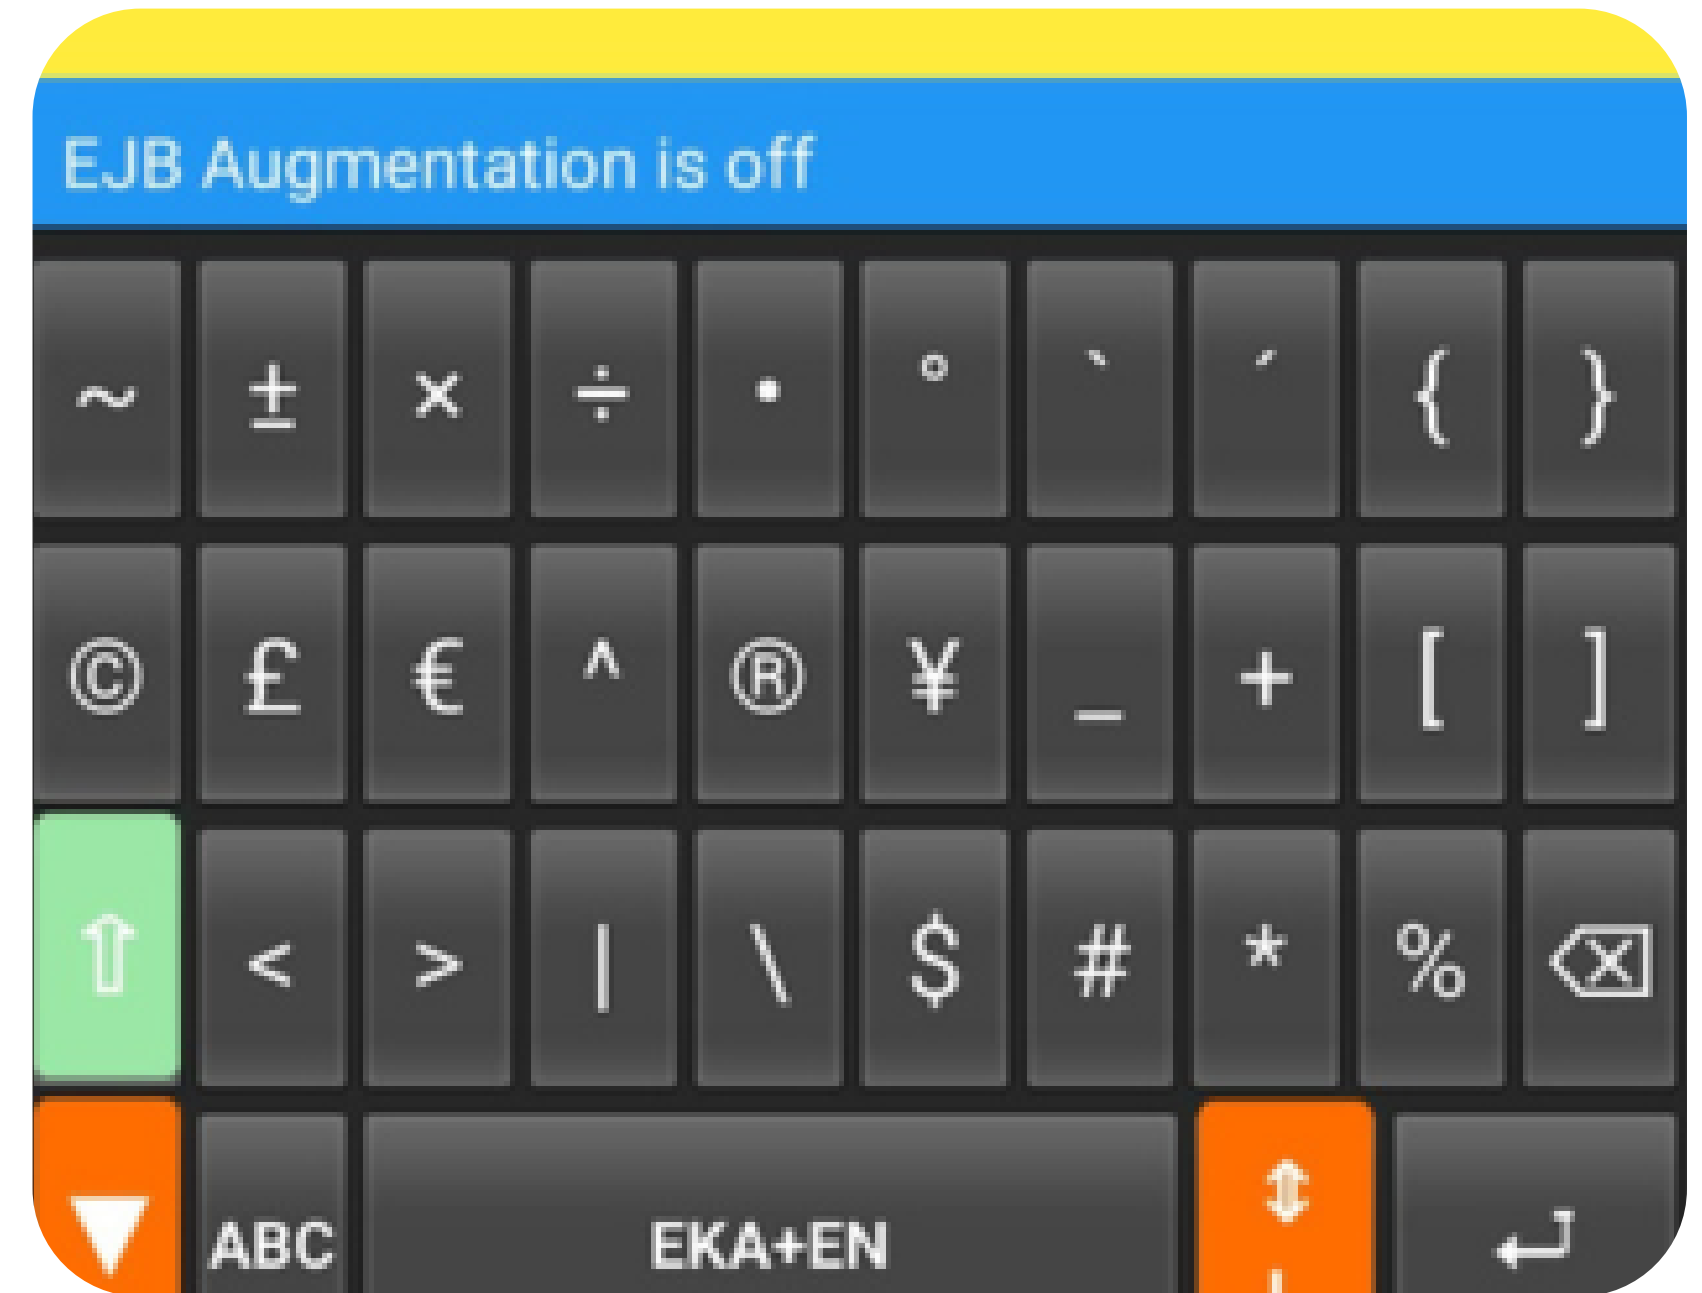 EJB Augmentation is off
~ ± × ÷ • ° ` ´ { }
© £ € ^ ® ¥ _ + [ ]
⇧ < > | \ $ # * % ⌫
▼ ABC EKA+EN ⇕ ↵